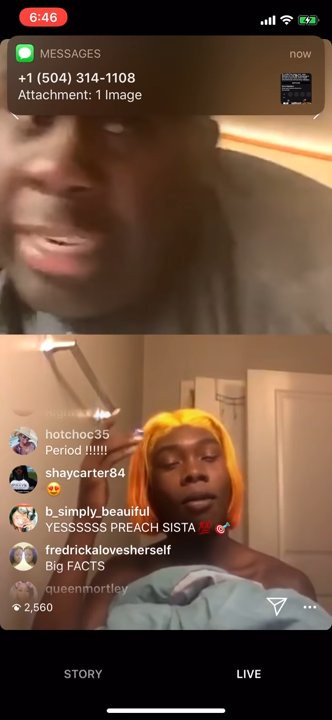 6:46
MESSAGES
now
+1 (504) 314-1108
Attachment: 1 Image
hotchoc35
Period !!!!!!
shaycarter84
😍
b_simply_beauiful
YESSSSSS PREACH SISTA 💯 🎯
fredrickalovesherself
Big FACTS
queenmortley
2,560
STORY
LIVE